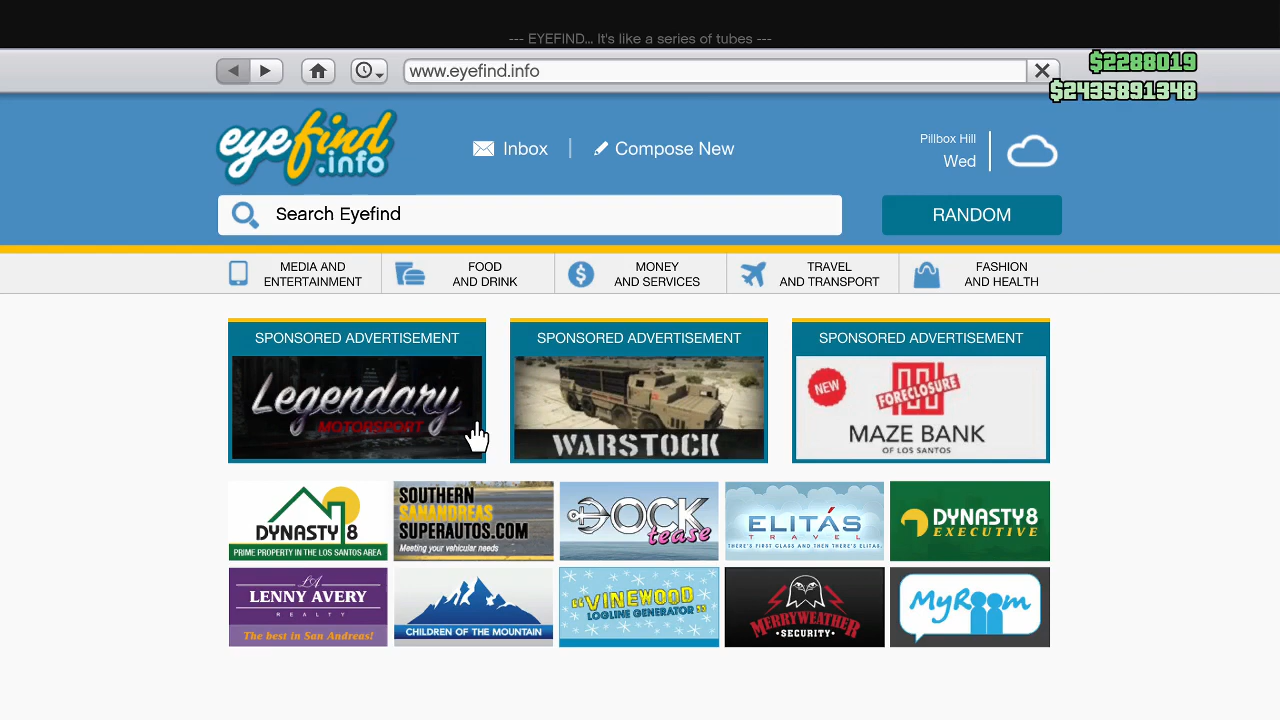 --- EYEFIND... It's like a series of tubes ---
www.eyefind.info
$2288019
$2435891348
eyefind
.info
Inbox
Compose New
Pillbox Hill
Wed
Search Eyefind
RANDOM
MEDIA AND
ENTERTAINMENT
FOOD
AND DRINK
MONEY
AND SERVICES
TRAVEL
AND TRANSPORT
FASHION
AND HEALTH
SPONSORED ADVERTISEMENT
Legendary
MOTORSPORT
SPONSORED ADVERTISEMENT
WARSTOCK
SPONSORED ADVERTISEMENT
NEW
FORECLOSURE
MAZE BANK
OF LOS SANTOS
DYNASTY 8
PRIME PROPERTY IN THE LOS SANTOS AREA
SOUTHERN
SANANDREAS
SUPERAUTOS.COM
Meeting your vehicular needs
DOCK
tease
ELITÁS
TRAVEL
THERE'S FIRST CLASS AND THEN THERE'S ELITAS
DYNASTY 8
EXECUTIVE
LA
LENNY AVERY
REALTY
The best in San Andreas!
CHILDREN OF THE MOUNTAIN
"VINEWOOD
LOGLINE GENERATOR"
MERRYWEATHER
•SECURITY•
MyRoom